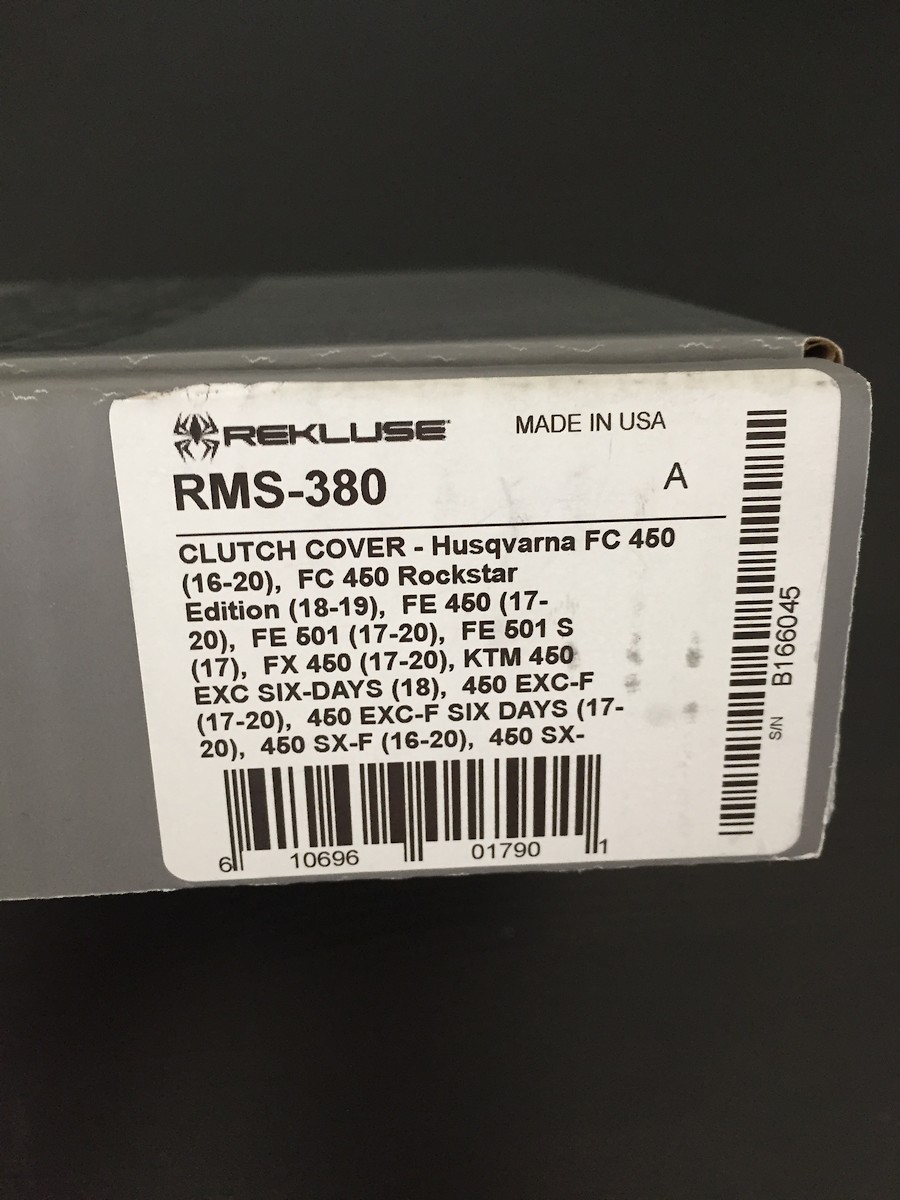 REKLUSE
MADE IN USA
RMS-380
A
CLUTCH COVER - Husqvarna FC 450
(16-20), FC 450 Rockstar
Edition (18-19), FE 450 (17-
20), FE 501 (17-20), FE 501 S
(17), FX 450 (17-20), KTM 450
EXC SIX-DAYS (18), 450 EXC-F
(17-20), 450 EXC-F SIX DAYS (17-
20), 450 SX-F (16-20), 450 SX-
6 10696 01790 1
S/N B166045